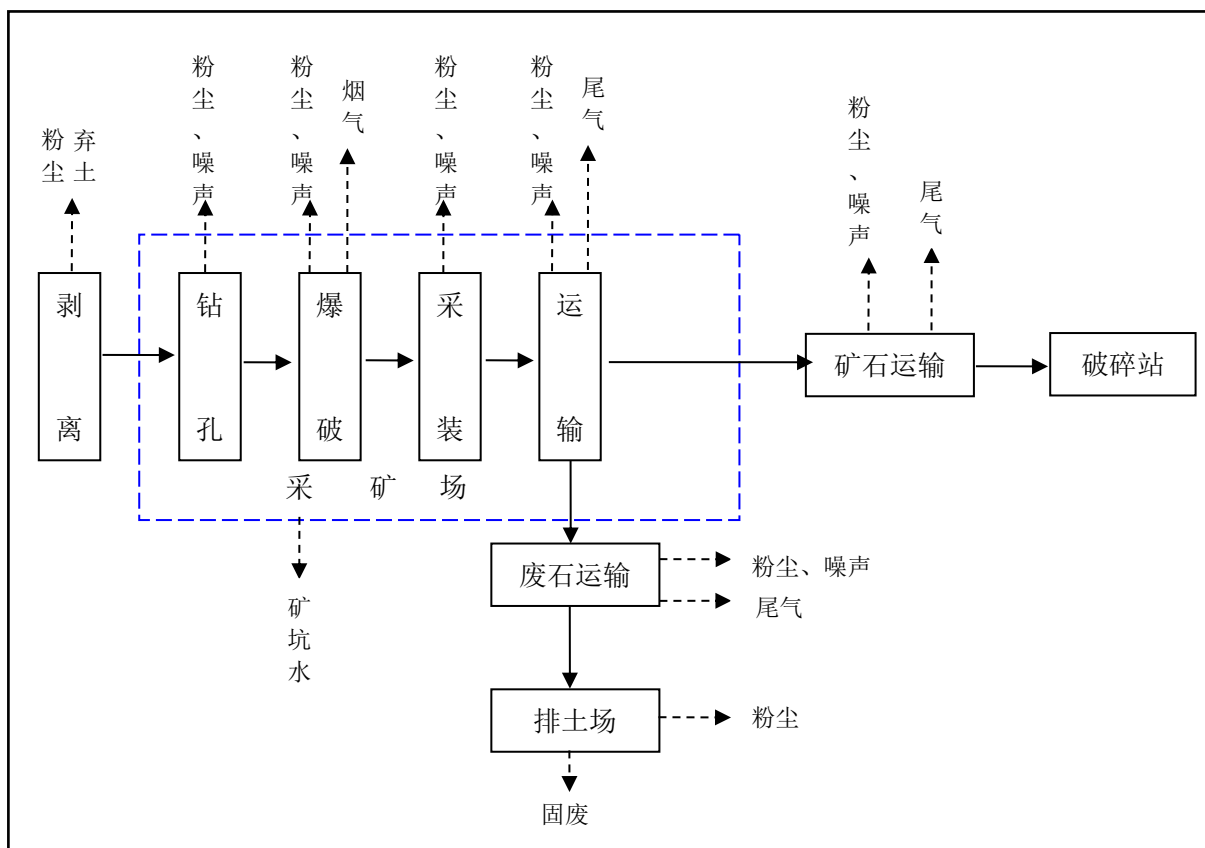 粉尘、噪声
粉尘、噪声
烟气
粉尘、噪声
粉尘、噪声
尾气
粉尘、噪声
尾气
粉尘
弃土
剥离
钻孔
爆破
采装
运输
矿石运输
破碎站
采矿场
矿坑水
废石运输
粉尘、噪声
尾气
排土场
粉尘
固废